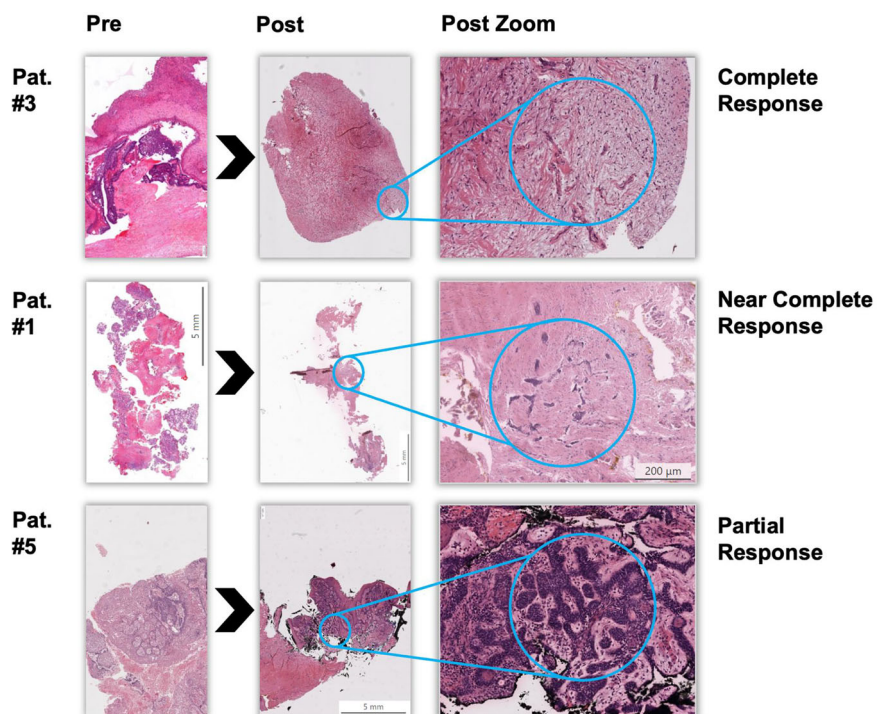 Pre
Post
Post Zoom
Pat.
#3
Complete
Response
Pat.
#1
5 mm
5 mm
200 µm
Near Complete
Response
Pat.
#5
5 mm
Partial
Response